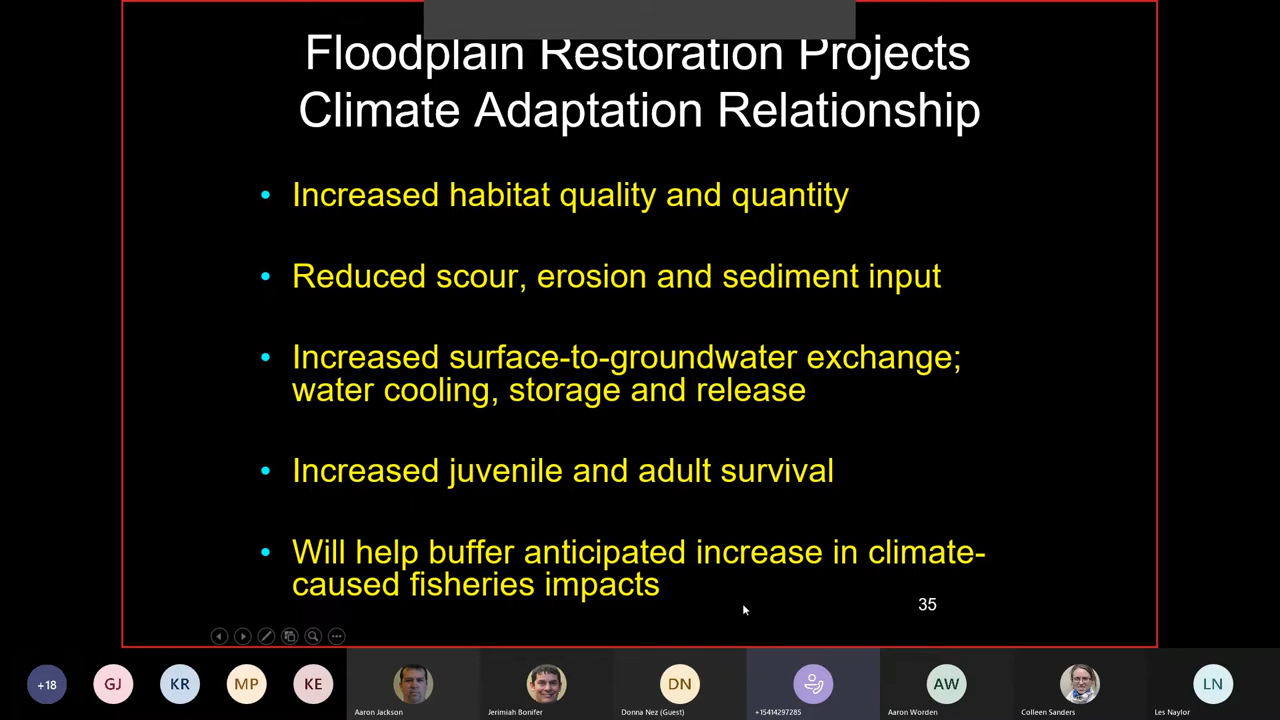 Floodplain Restoration Projects
Climate Adaptation Relationship
• Increased habitat quality and quantity
• Reduced scour, erosion and sediment input
• Increased surface-to-groundwater exchange;
water cooling, storage and release
• Increased juvenile and adult survival
• Will help buffer anticipated increase in climate-
caused fisheries impacts
35
+18
GJ
KR
MP
KE
DN
AW
LN
Aaron Jackson
Jerimiah Bonifer
Donna Nez (Guest)
+15414297285
Aaron Worden
Colleen Sanders
Les Naylor